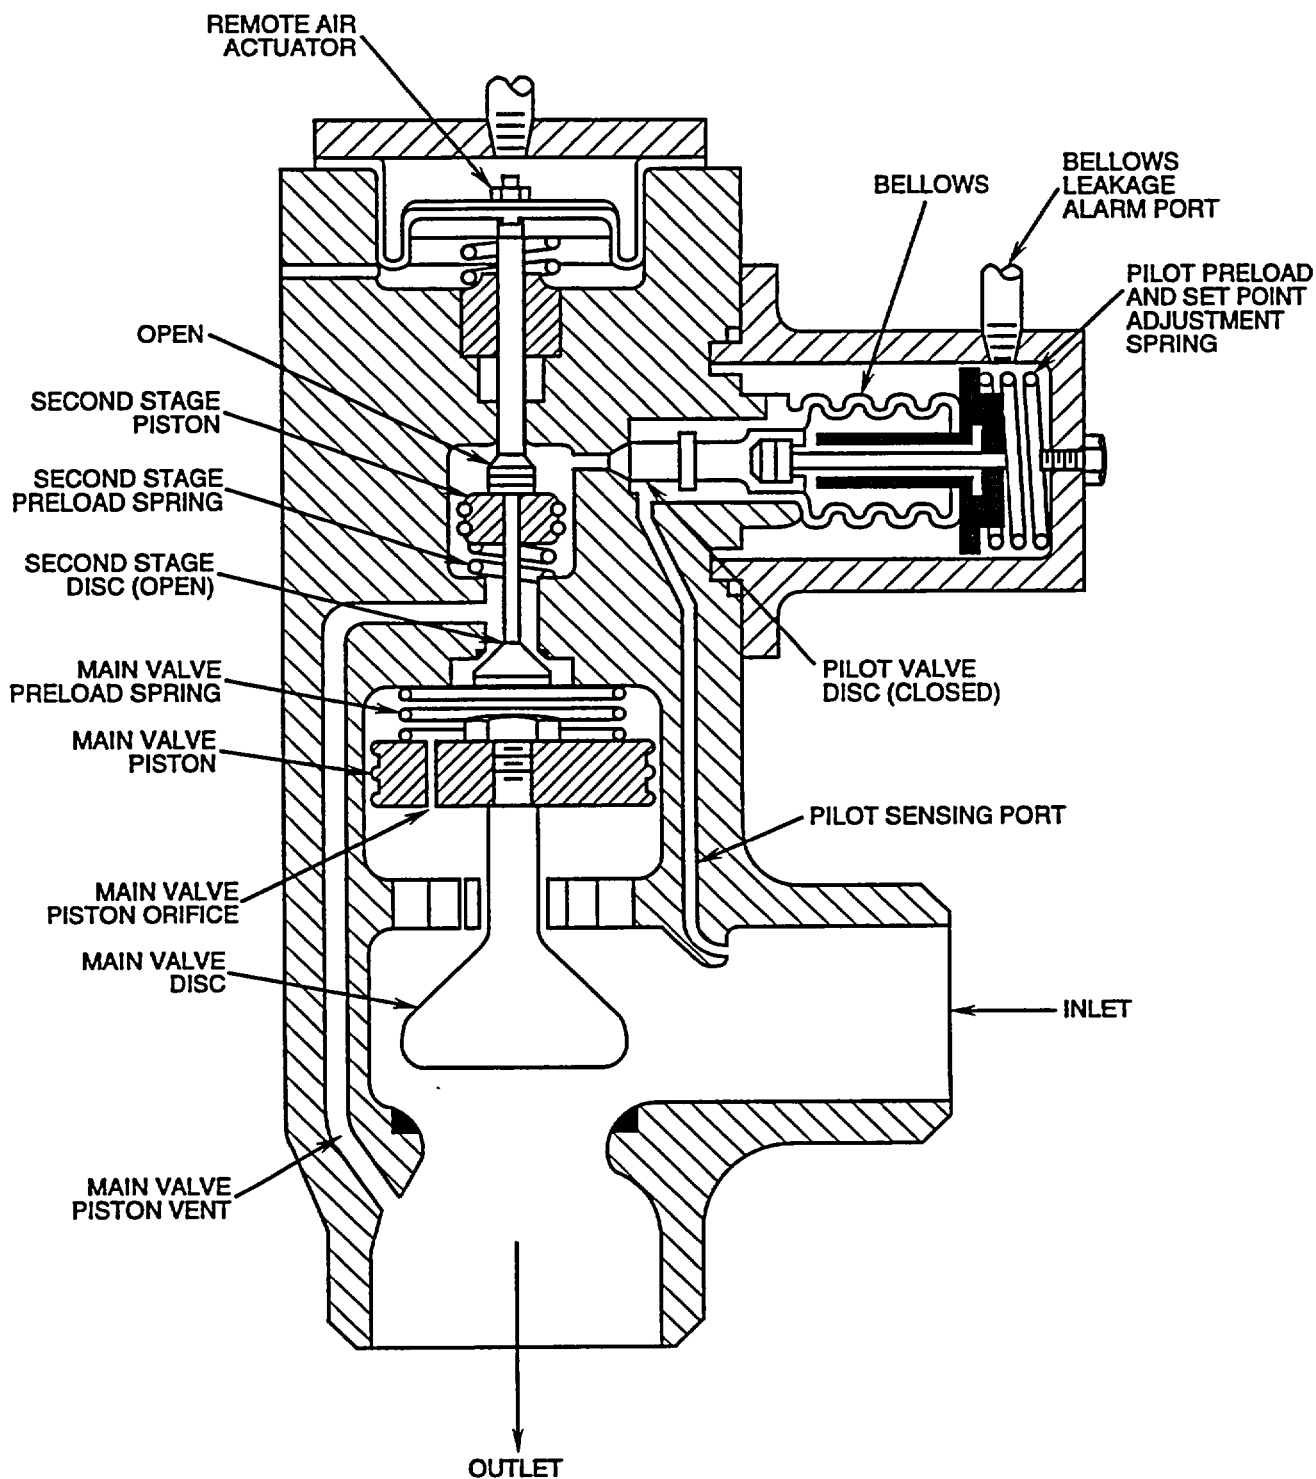 REMOTE AIR
ACTUATOR
BELLOWS
BELLOWS
LEAKAGE
ALARM PORT
PILOT PRELOAD
AND SET POINT
ADJUSTMENT
SPRING
OPEN
SECOND STAGE
PISTON
SECOND STAGE
PRELOAD SPRING
SECOND STAGE
DISC (OPEN)
MAIN VALVE
PRELOAD SPRING
PILOT VALVE
DISC (CLOSED)
MAIN VALVE
PISTON
PILOT SENSING PORT
MAIN VALVE
PISTON ORIFICE
MAIN VALVE
DISC
INLET
MAIN VALVE
PISTON VENT
OUTLET